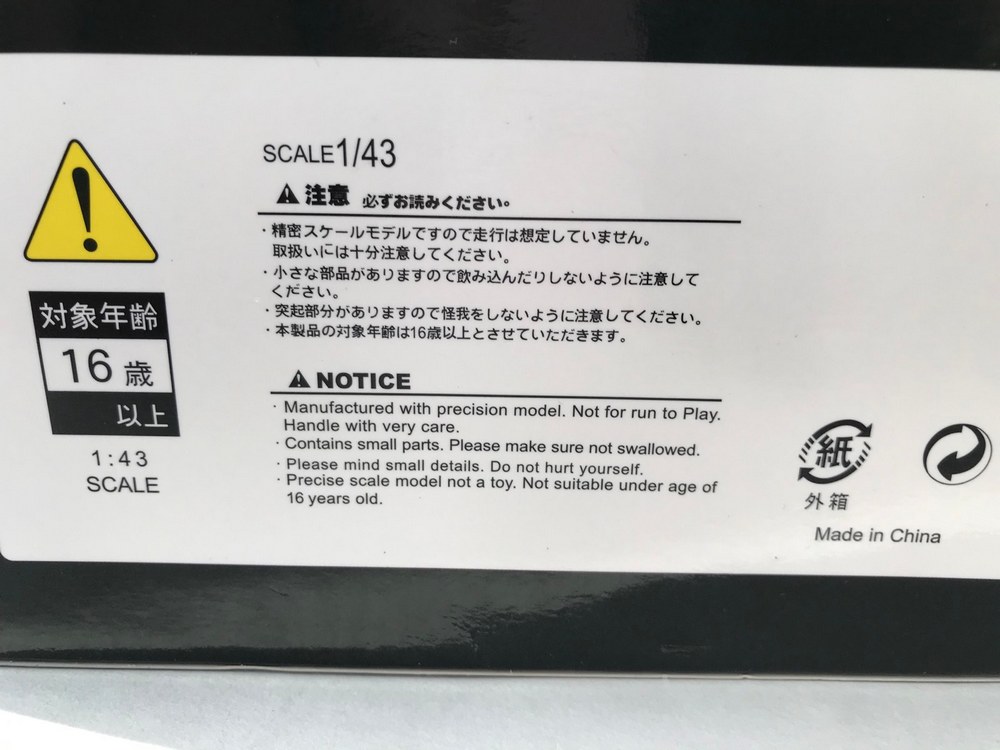 対象年齢
16歳
以上
1:43
SCALE
SCALE1/43
注意 必ずお読みください。
・精密スケールモデルですので走行は想定していません。
取扱いには十分注意してください。
・小さな部品がありますので飲み込んだりしないように注意して
ください。
・突起部分がありますので怪我をしないように注意してください。
・本製品の対象年齢は16歳以上とさせていただきます。
NOTICE
· Manufactured with precision model. Not for run to Play.
Handle with very care.
· Contains small parts. Please make sure not swallowed.
· Please mind small details. Do not hurt yourself.
· Precise scale model not a toy. Not suitable under age of
16 years old.
紙
外箱
Made in China